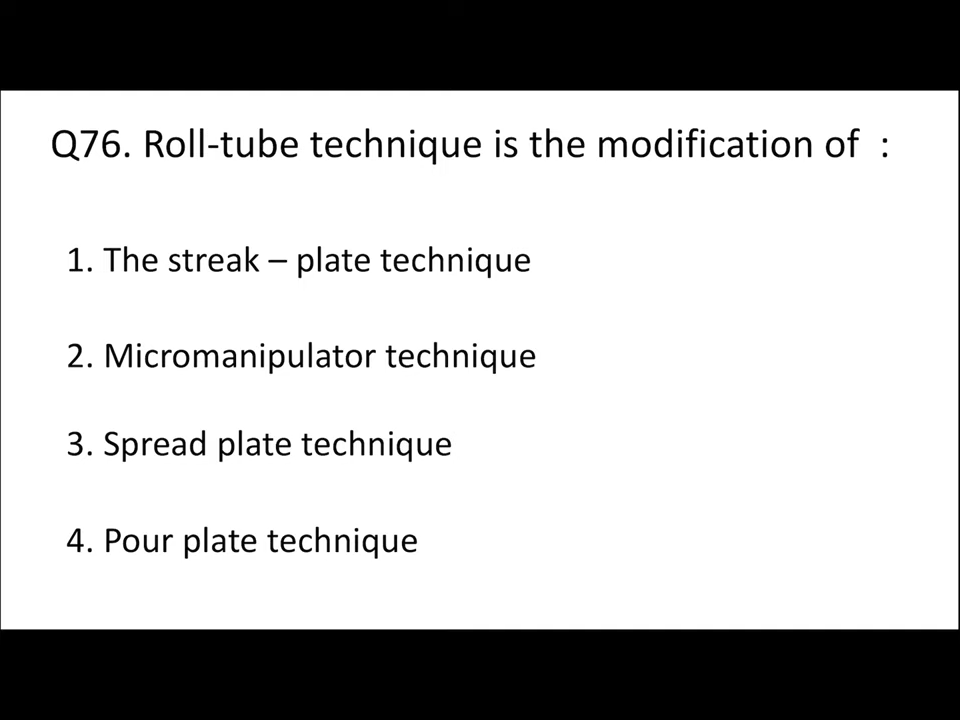 Q76. Roll-tube technique is the modification of :
1. The streak – plate technique
2. Micromanipulator technique
3. Spread plate technique
4. Pour plate technique